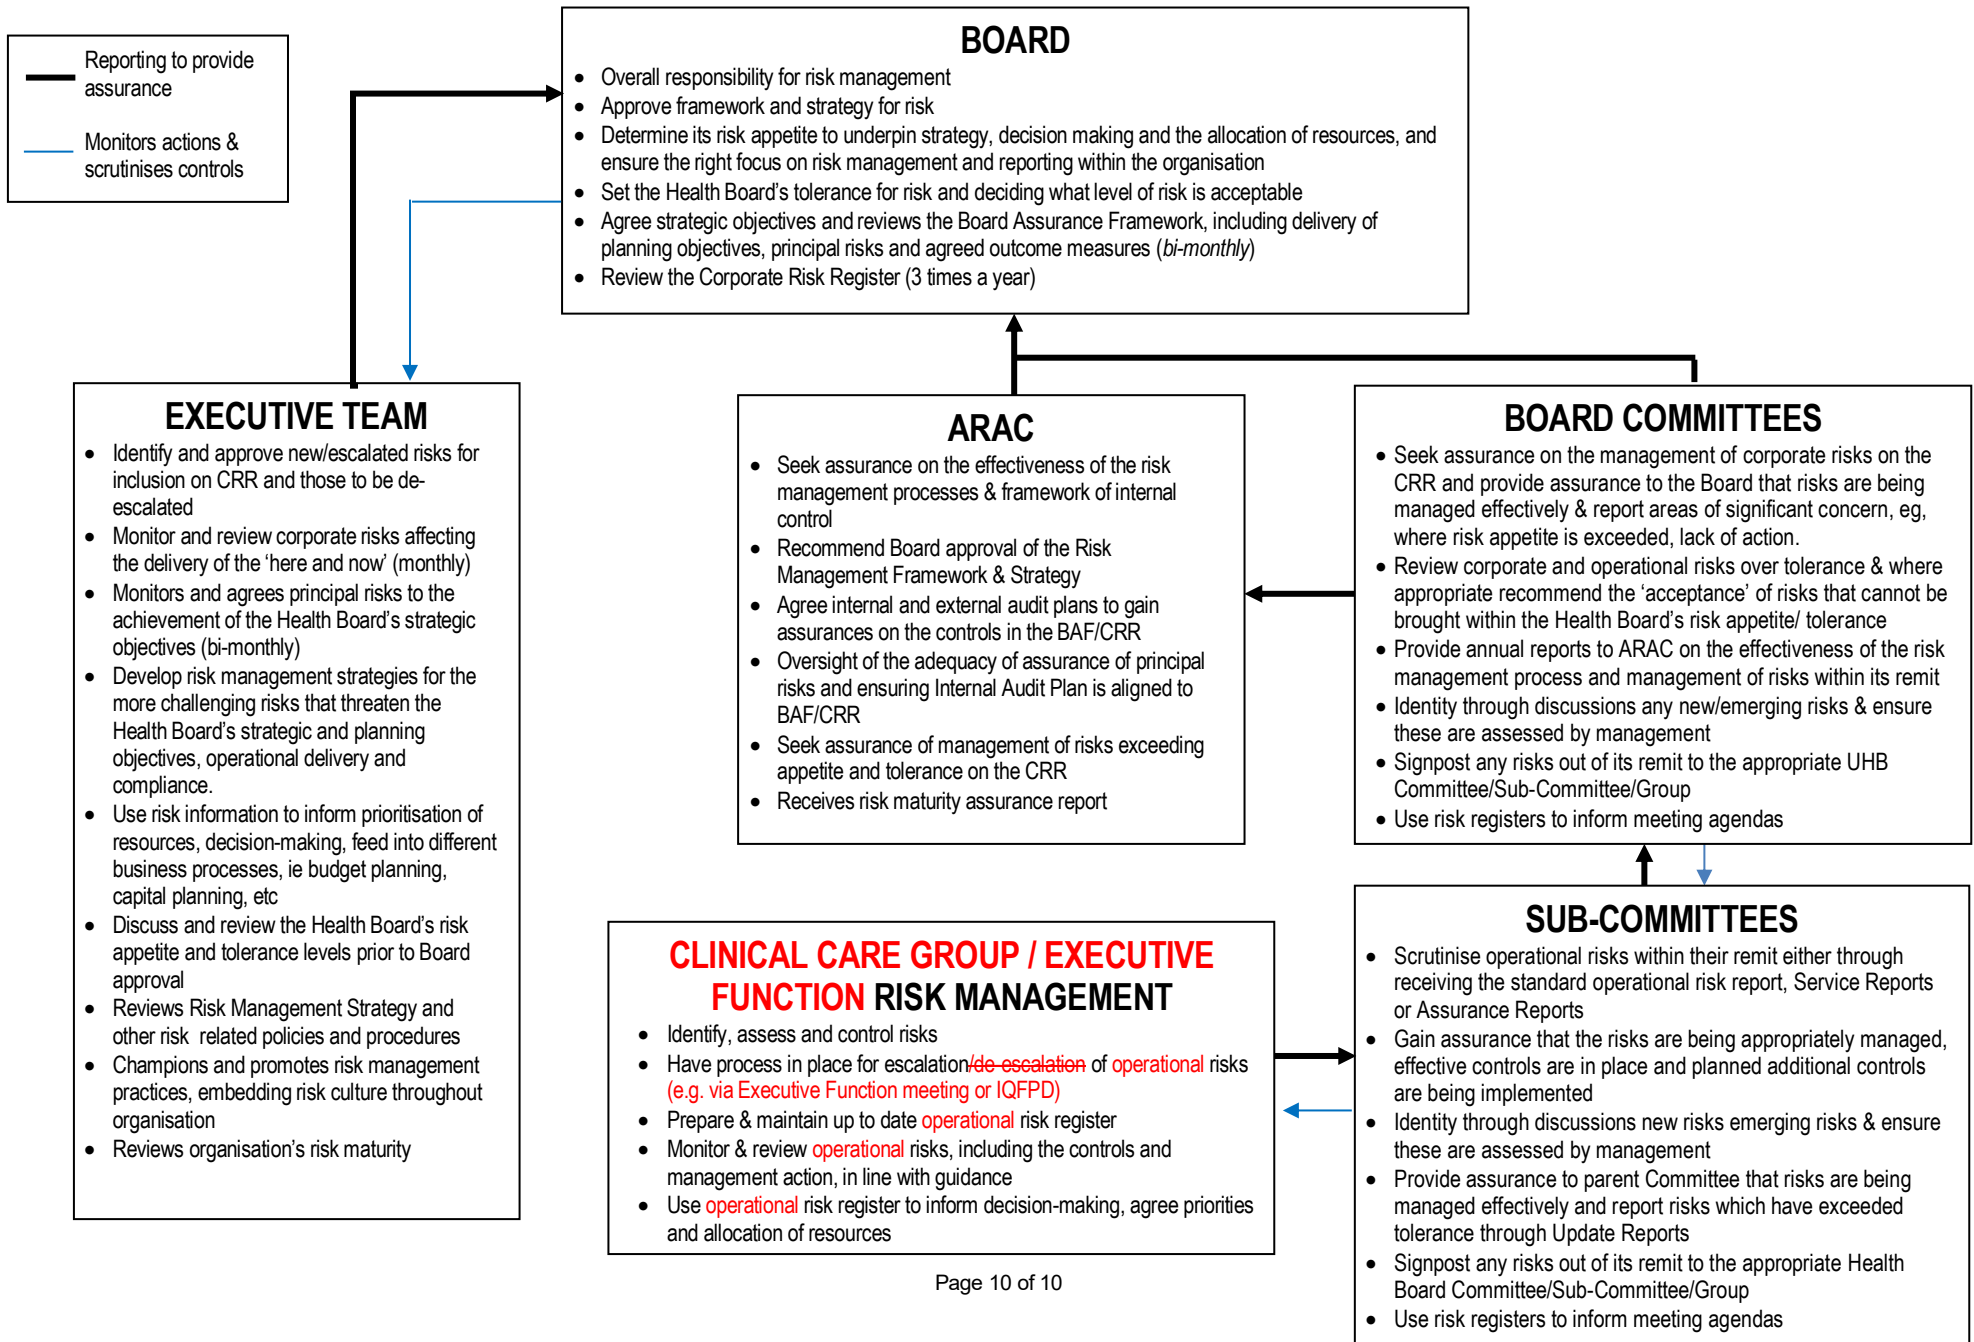 Reporting to provide
assurance
Monitors actions &
scrutinises controls
BOARD
• Overall responsibility for risk management
• Approve framework and strategy for risk
• Determine its risk appetite to underpin strategy, decision making and the allocation of resources, and
ensure the right focus on risk management and reporting within the organisation
• Set the Health Board’s tolerance for risk and deciding what level of risk is acceptable
• Agree strategic objectives and reviews the Board Assurance Framework, including delivery of
planning objectives, principal risks and agreed outcome measures (bi-monthly)
• Review the Corporate Risk Register (3 times a year)
EXECUTIVE TEAM
• Identify and approve new/escalated risks for
inclusion on CRR and those to be de-
escalated
• Monitor and review corporate risks affecting
the delivery of the ‘here and now’ (monthly)
• Monitors and agrees principal risks to the
achievement of the Health Board’s strategic
objectives (bi-monthly)
• Develop risk management strategies for the
more challenging risks that threaten the
Health Board’s strategic and planning
objectives, operational delivery and
compliance.
• Use risk information to inform prioritisation of
resources, decision-making, feed into different
business processes, ie budget planning,
capital planning, etc
• Discuss and review the Health Board’s risk
appetite and tolerance levels prior to Board
approval
• Reviews Risk Management Strategy and
other risk related policies and procedures
• Champions and promotes risk management
practices, embedding risk culture throughout
organisation
• Reviews organisation’s risk maturity
ARAC
• Seek assurance on the effectiveness of the risk
management processes & framework of internal
control
• Recommend Board approval of the Risk
Management Framework & Strategy
• Agree internal and external audit plans to gain
assurances on the controls in the BAF/CRR
• Oversight of the adequacy of assurance of principal
risks and ensuring Internal Audit Plan is aligned to
BAF/CRR
• Seek assurance of management of risks exceeding
appetite and tolerance on the CRR
• Receives risk maturity assurance report
BOARD COMMITTEES
• Seek assurance on the management of corporate risks on the
CRR and provide assurance to the Board that risks are being
managed effectively & report areas of significant concern, eg,
where risk appetite is exceeded, lack of action.
• Review corporate and operational risks over tolerance & where
appropriate recommend the ‘acceptance’ of risks that cannot be
brought within the Health Board’s risk appetite/ tolerance
• Provide annual reports to ARAC on the effectiveness of the risk
management process and management of risks within its remit
• Identity through discussions any new/emerging risks & ensure
these are assessed by management
• Signpost any risks out of its remit to the appropriate UHB
Committee/Sub-Committee/Group
• Use risk registers to inform meeting agendas
CLINICAL CARE GROUP / EXECUTIVE
FUNCTION RISK MANAGEMENT
• Identify, assess and control risks
• Have process in place for escalation/de-escalation of operational risks
(e.g. via Executive Function meeting or IQFPD)
• Prepare & maintain up to date operational risk register
• Monitor & review operational risks, including the controls and
management action, in line with guidance
• Use operational risk register to inform decision-making, agree priorities
and allocation of resources
SUB-COMMITTEES
• Scrutinise operational risks within their remit either through
receiving the standard operational risk report, Service Reports
or Assurance Reports
• Gain assurance that the risks are being appropriately managed,
effective controls are in place and planned additional controls
are being implemented
• Identity through discussions new risks emerging risks & ensure
these are assessed by management
• Provide assurance to parent Committee that risks are being
managed effectively and report risks which have exceeded
tolerance through Update Reports
• Signpost any risks out of its remit to the appropriate Health
Board Committee/Sub-Committee/Group
• Use risk registers to inform meeting agendas
Page 10 of 10